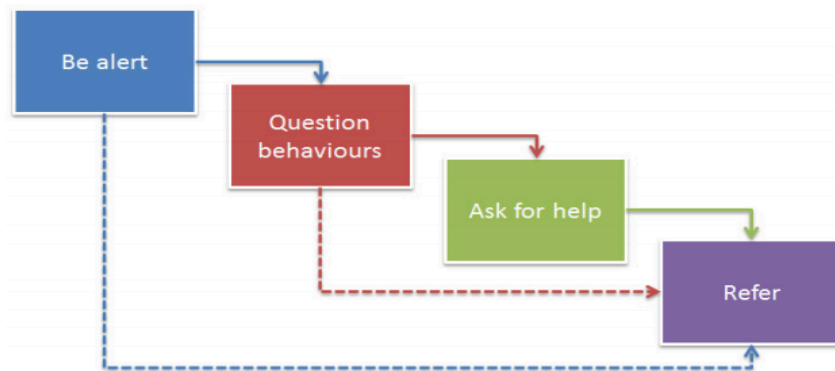 Be alert
Question
behaviours
Ask for help
Refer